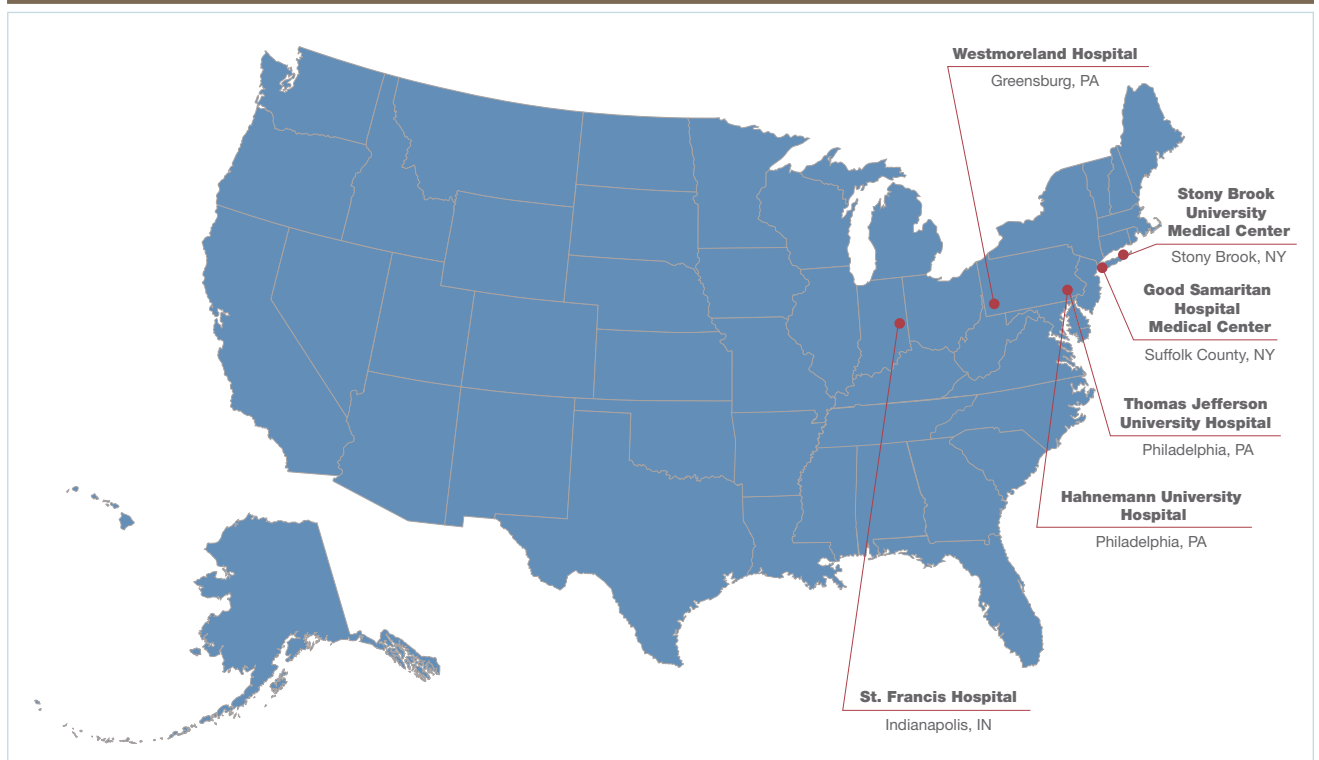 Westmoreland Hospital
Greensburg, PA
Stony Brook
University
Medical Center
Stony Brook, NY
Good Samaritan
Hospital
Medical Center
Suffolk County, NY
Thomas Jefferson
University Hospital
Philadelphia, PA
Hahnemann University
Hospital
Philadelphia, PA
St. Francis Hospital
Indianapolis, IN